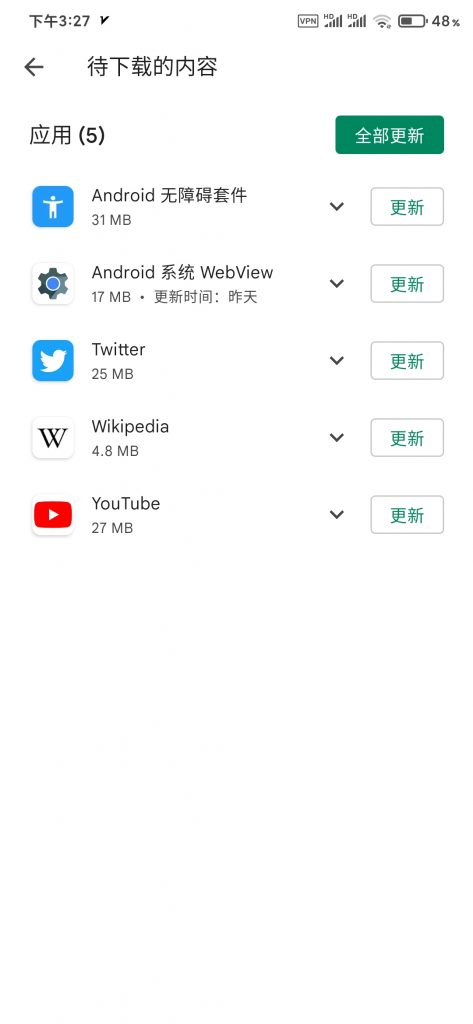 下午3:27 VPN HD HD 48%
待下载的内容
应用 (5) 全部更新
Android 无障碍套件
31 MB
更新
Android 系统 WebView
17 MB • 更新时间：昨天
更新
Twitter
25 MB
更新
W
Wikipedia
4.8 MB
更新
YouTube
27 MB
更新